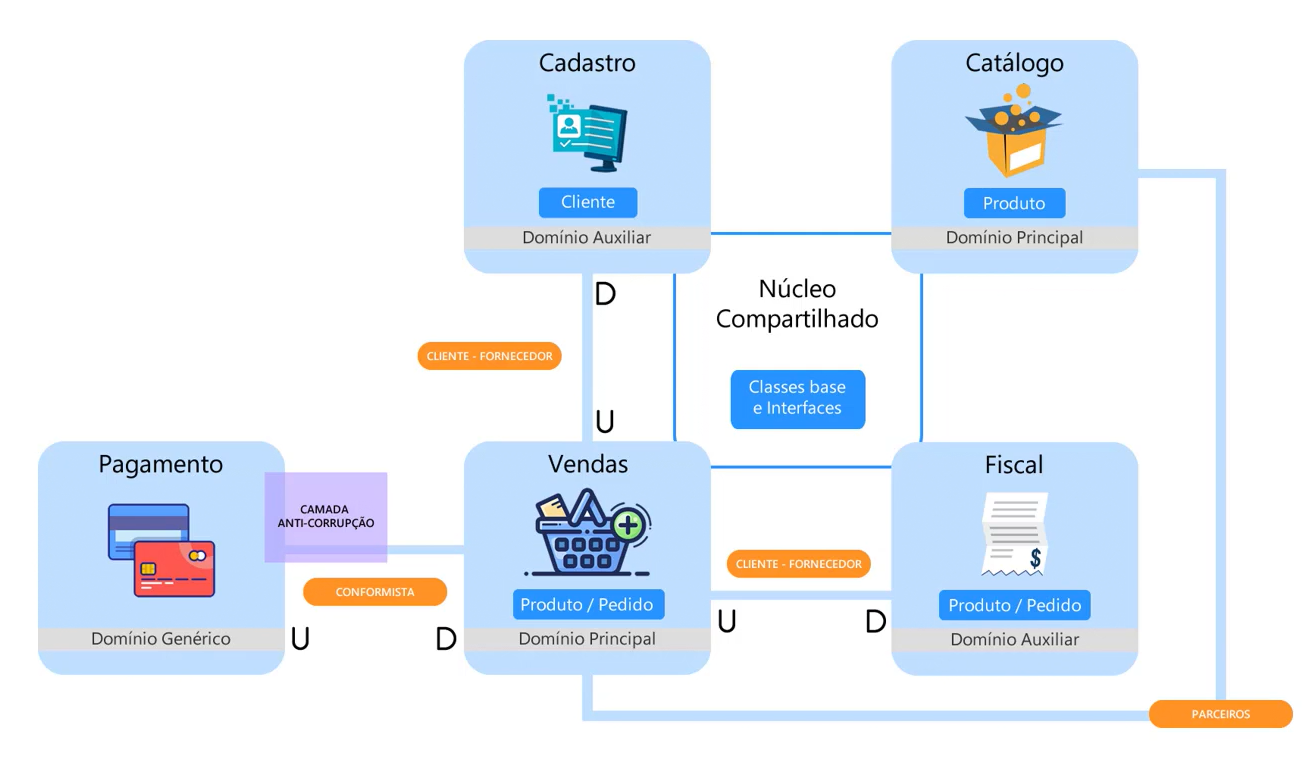 Cadastro
Cliente
Domínio Auxiliar
Catálogo
Produto
Domínio Principal
D
Núcleo
Compartilhado
CLIENTE - FORNECEDOR
Classes base
e Interfaces
U
Pagamento
Domínio Genérico
CAMADA
ANTI-CORRUPÇÃO
CONFORMISTA
U
D
Vendas
Produto / Pedido
Domínio Principal
CLIENTE - FORNECEDOR
U
D
Fiscal
$
Produto / Pedido
Domínio Auxiliar
PARCEIROS